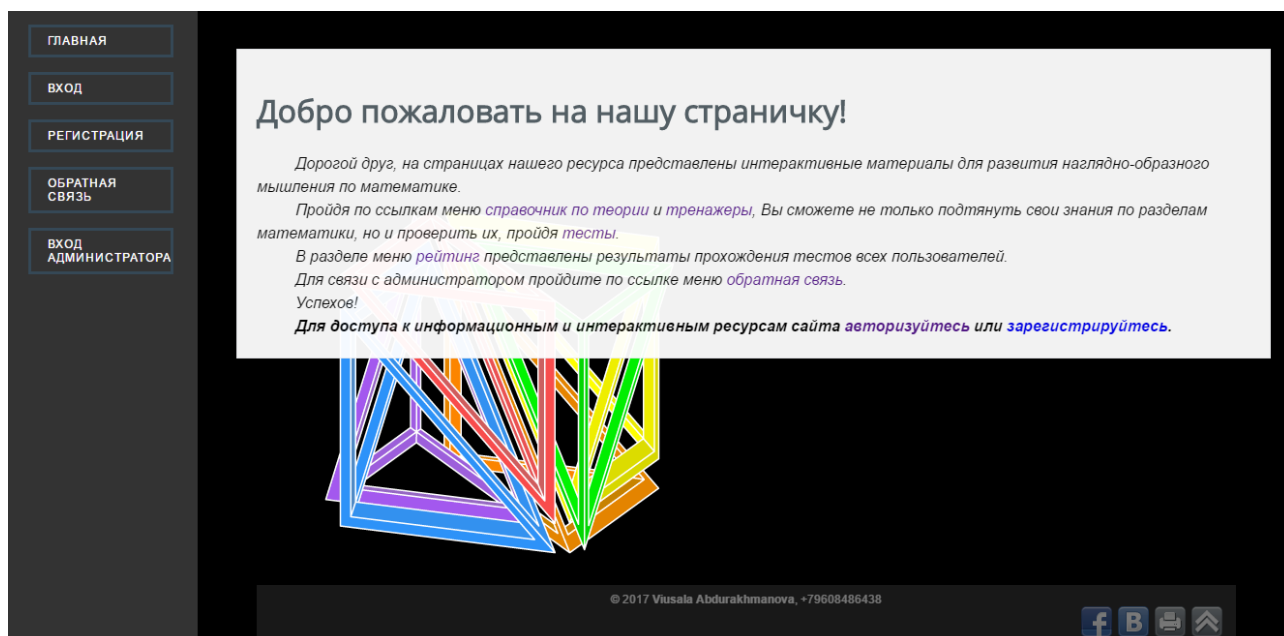 ГЛАВНАЯ
ВХОД
РЕГИСТРАЦИЯ
ОБРАТНАЯ
СВЯЗЬ
ВХОД
АДМИНИСТРАТОРА
Добро пожаловать на нашу страничку!
Дорогой друг, на страницах нашего ресурса представлены интерактивные материалы для развития наглядно-образного
мышления по математике.
Пройдя по ссылкам меню справочник по теории и тренажеры, Вы сможете не только подтянуть свои знания по разделам
математики, но и проверить их, пройдя тесты.
В разделе меню рейтинг представлены результаты прохождения тестов всех пользователей.
Для связи с администратором пройдите по ссылке меню обратная связь.
Успехов!
Для доступа к информационным и интерактивным ресурсам сайта авторизуйтесь или зарегистрируйтесь.
© 2017 Viusala Abdurakhmanova, +79608486438
f B